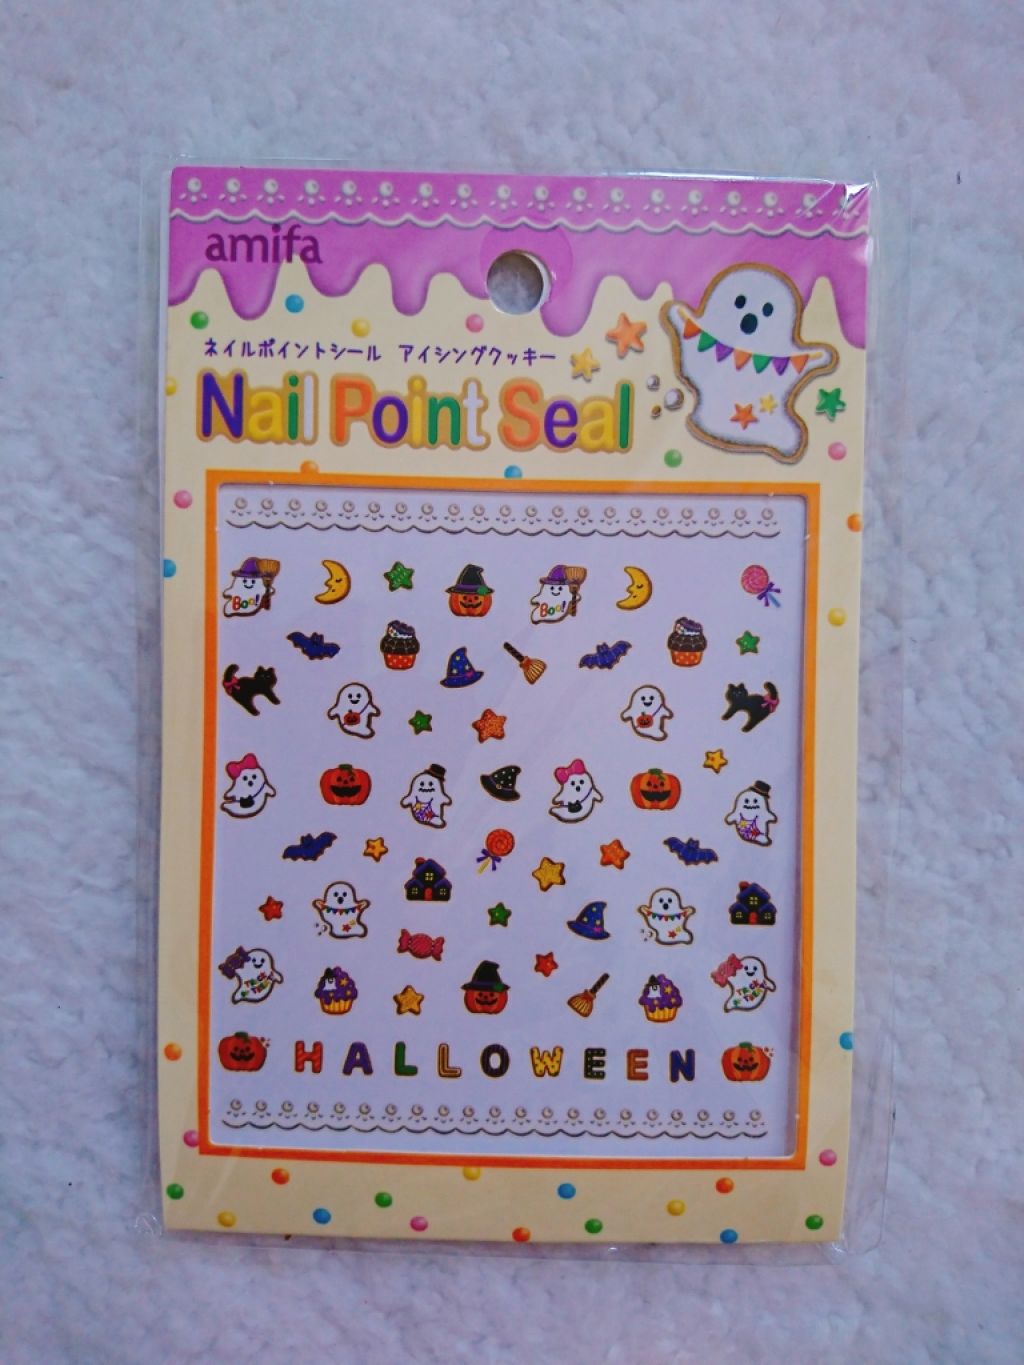 amifa
ネイルポイントシール アイシングクッキー
Nail Point Seal
Boo!
Boo!
HALLOWEEN